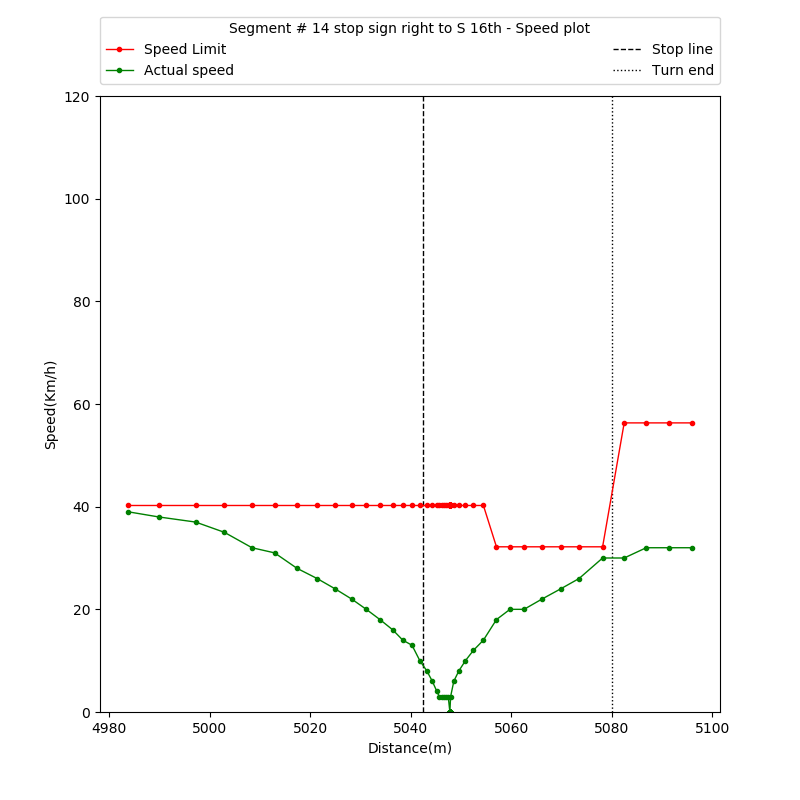 Segment # 14 stop sign right to S 16th - Speed plot
Speed Limit
Actual speed
Stop line
Turn end
120
100
80
60
40
20
0
Speed(Km/h)
4980 5000 5020 5040 5060 5080 5100
Distance(m)